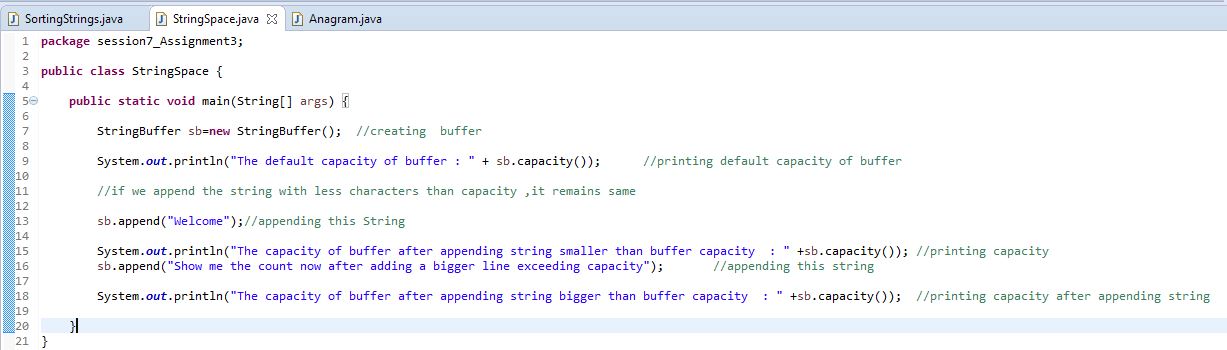 SortingStrings.java StringSpace.java Anagram.java
1 package session7_Assignment3;
2
3 public class StringSpace {
4
5 public static void main(String[] args) {
6
7 StringBuffer sb=new StringBuffer(); //creating  buffer
8
9 System.out.println("The default capacity of buffer : " + sb.capacity()); //printing default capacity of buffer
10
11 //if we append the string with less characters than capacity ,it remains same
12
13 sb.append("Welcome");//appending this String
14
15 System.out.println("The capacity of buffer after appending string smaller than buffer capacity  : " +sb.capacity()); //printing capacity
16 sb.append("Show me the count now after adding a bigger line exceeding capacity"); //appending this string
17
18 System.out.println("The capacity of buffer after appending string bigger than buffer capacity  : " +sb.capacity()); //printing capacity after appending string
19
20 }
21 }